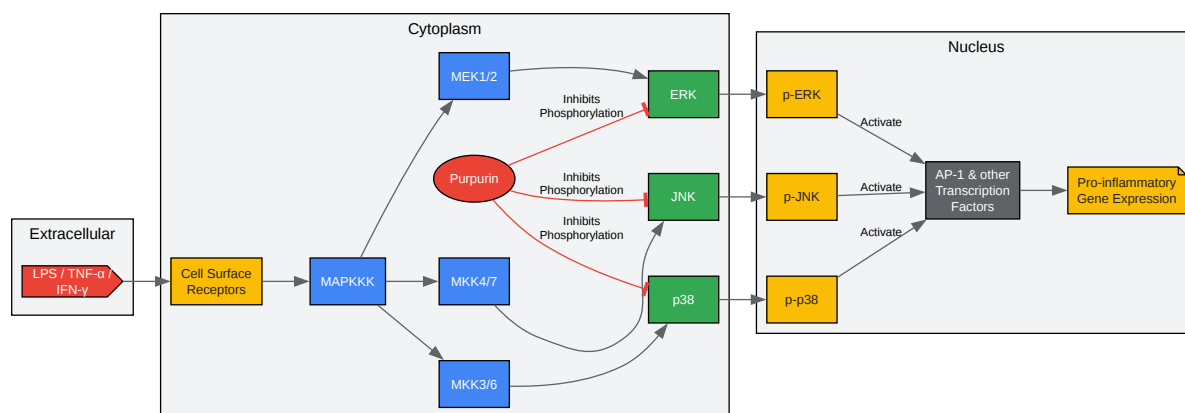 Cytoplasm
Nucleus
Extracellular
LPS / TNF-α /
IFN-γ
Cell Surface
Receptors
MAPKKK
MEK1/2
MKK4/7
MKK3/6
Purpurin
Inhibits
Phosphorylation
Inhibits
Phosphorylation
Inhibits
Phosphorylation
ERK
JNK
p38
p-ERK
p-JNK
p-p38
Activate
Activate
Activate
AP-1 & other
Transcription
Factors
Pro-inflammatory
Gene Expression